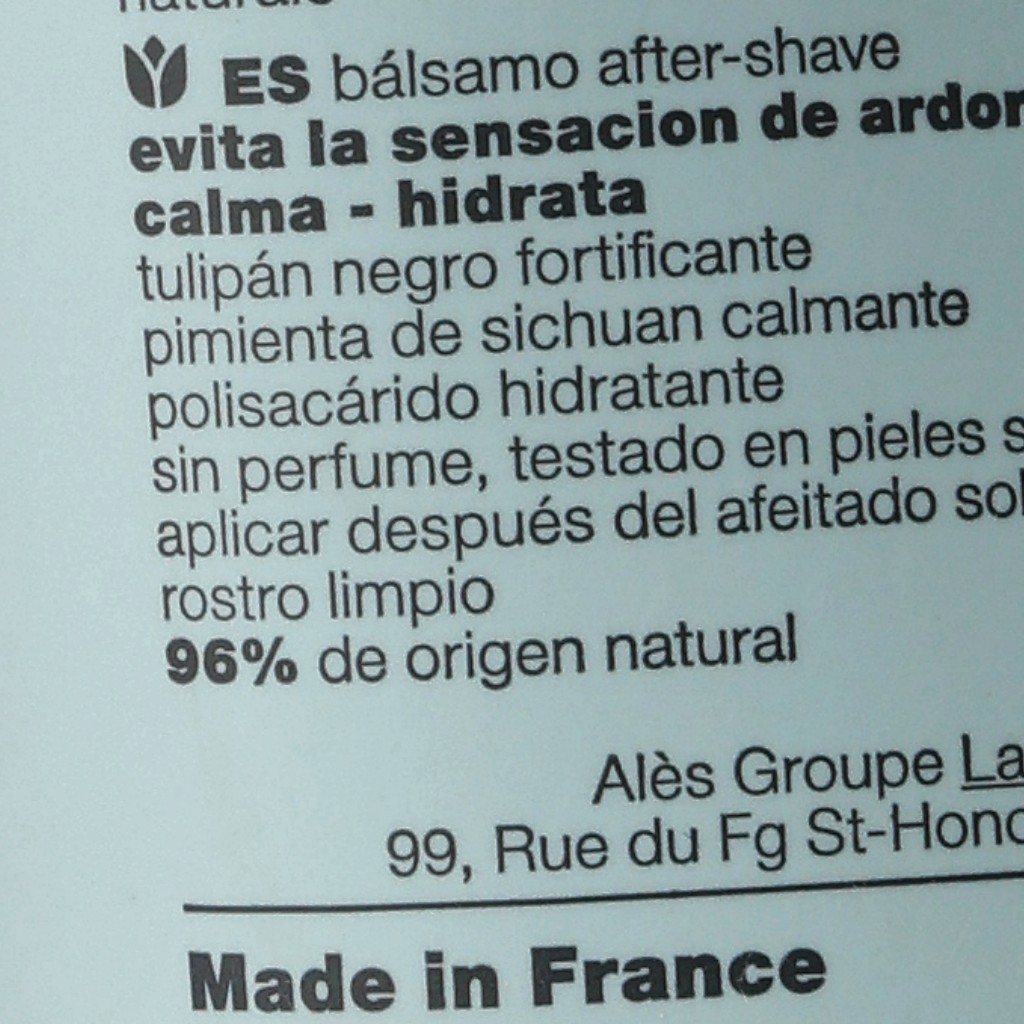 ES bálsamo after-shave
evita la sensacion de ardor
calma - hidrata
tulipán negro fortificante
pimienta de sichuan calmante
polisacárido hidratante
sin perfume, testado en pieles
aplicar después del afeitado
rostro limpio
96% de origen natural
Alès Groupe La
99, Rue du Fg
Made in France